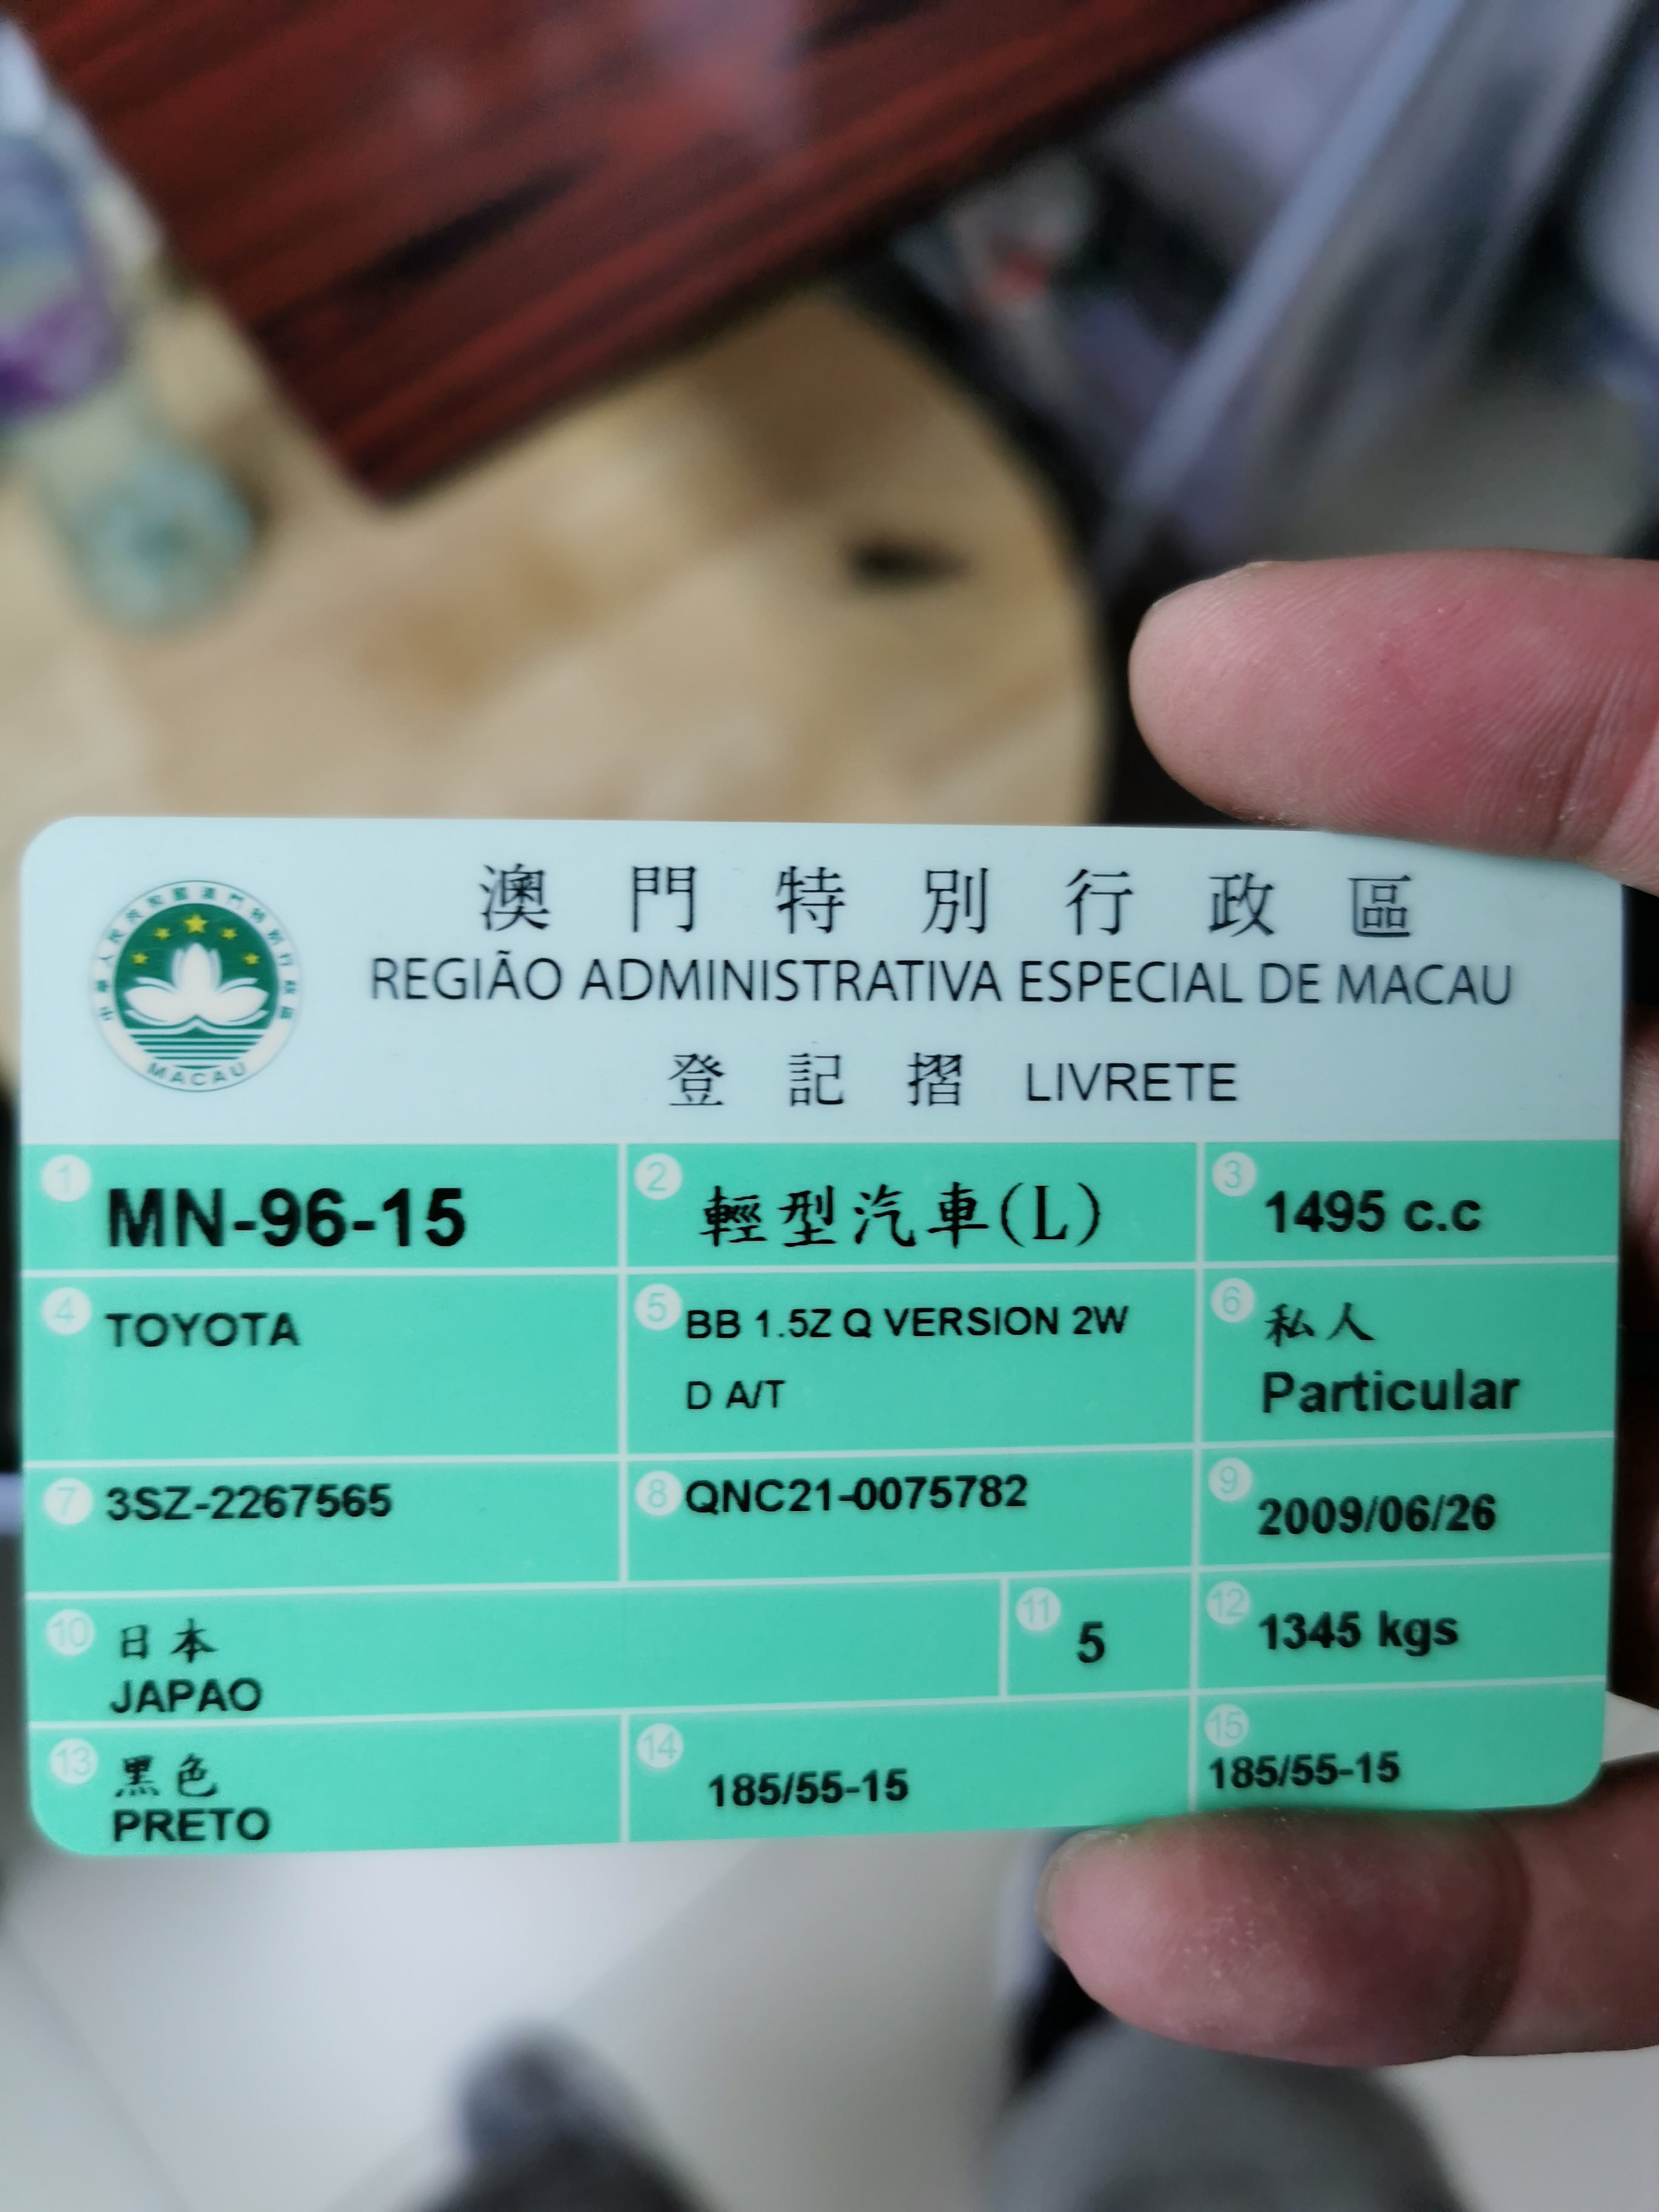 澳門特別行政區
REGIÃO ADMINISTRATIVA ESPECIAL DE MACAU
登記摺 LIVRETE
中華人民共和國澳門特別行政區
MACAU
1 MN-96-15
2 輕型汽車(L)
3 1495 c.c
4 TOYOTA
5 BB 1.5Z Q VERSION 2W
D A/T
6 私人
Particular
7 3SZ-2267565
8 QNC21-0075782
9 2009/06/26
10 日本
JAPAO
11 5
12 1345 kgs
13 黑色
PRETO
14 185/55-15
15 185/55-15